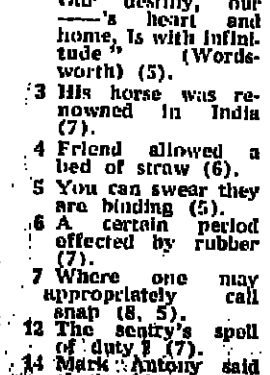 destiny, our
——'s heart and
home, Is with infini-
tude" (Words-
worth) (5).
3 His horse was re-
nowned in India
(7).
4 Friend allowed a
bed of straw (6).
5 You can swear they
are binding (5).
6 A certain period
effected by rubber
(7).
7 Where one may
appropriately call
snap (8, 5).
12 The sentry's spell
of duty? (7).
14 Mark Antony said